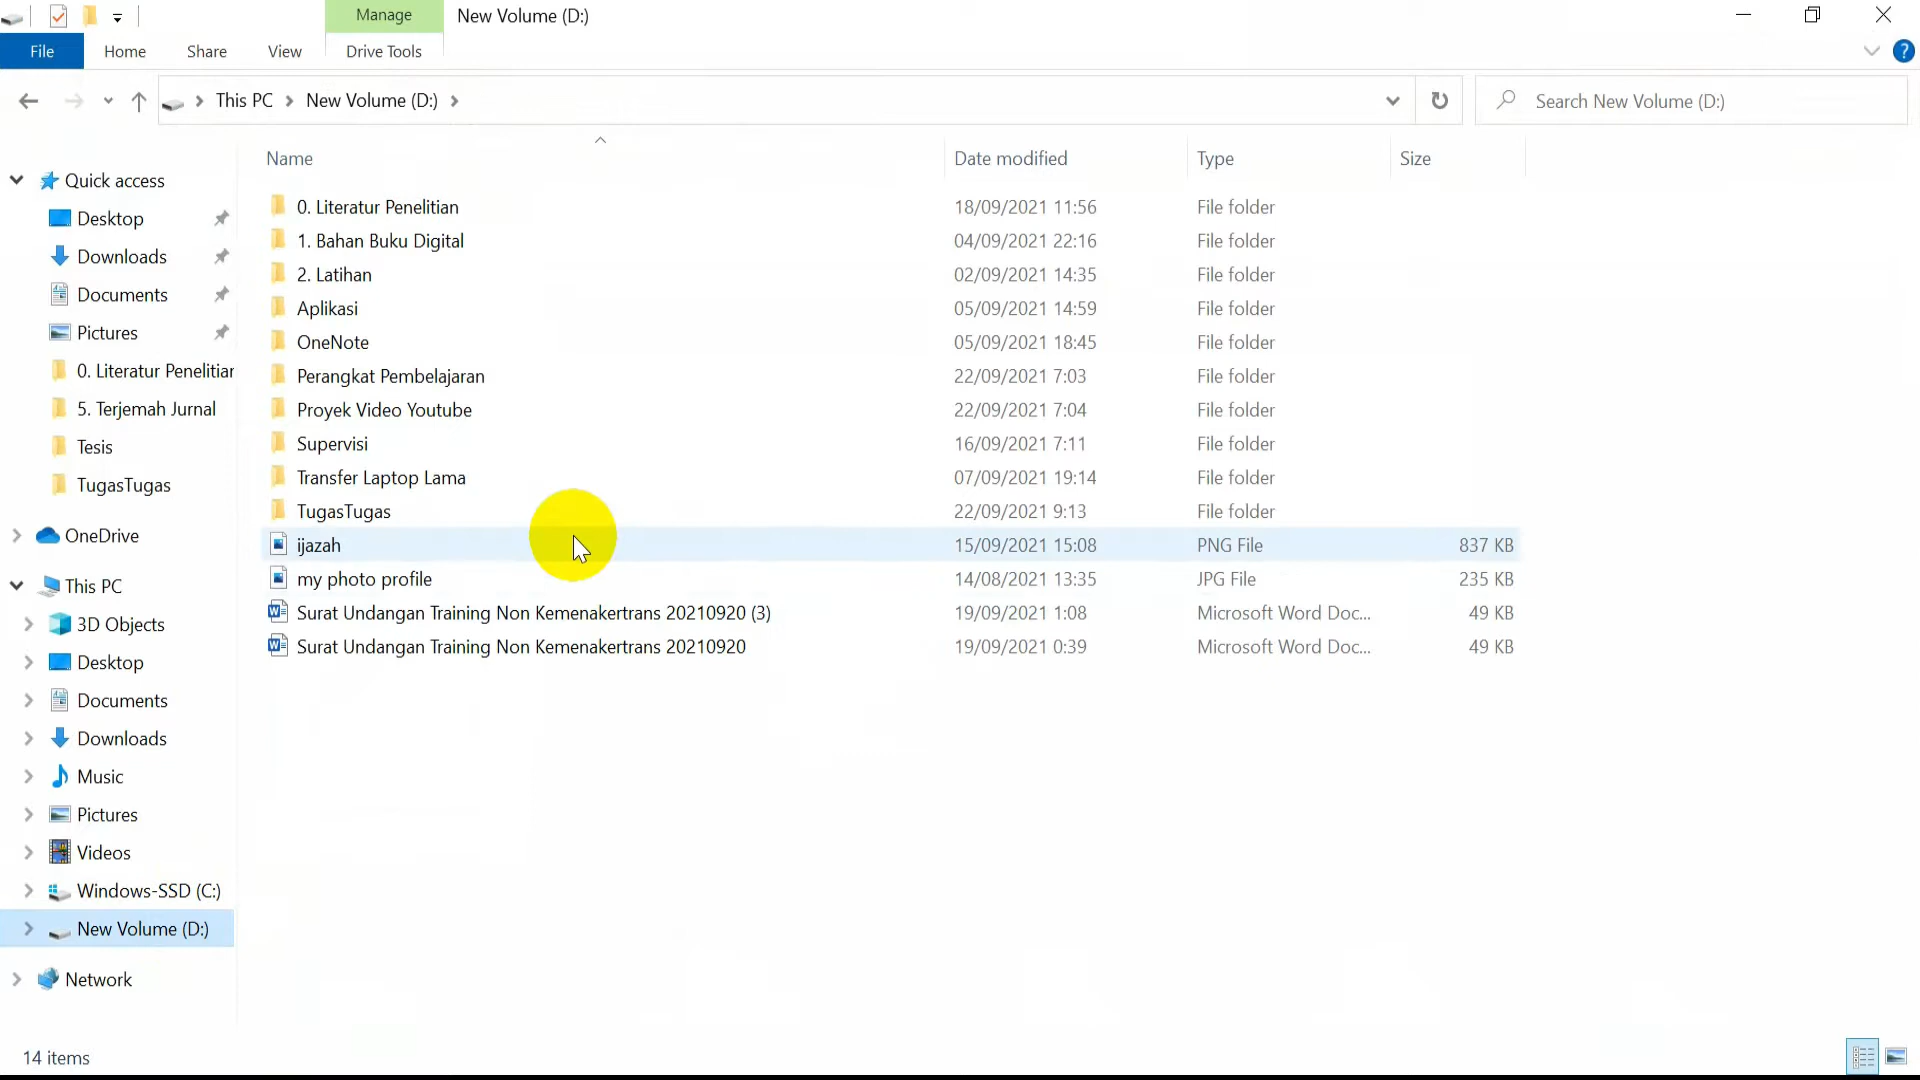 Manage New Volume (D:)
File Home Share View Drive Tools ?
This PC New Volume (D:) Search New Volume (D:)
Name Date modified Type Size
Quick access
Desktop
Downloads
Documents
Pictures
0. Literatur Penelitian
5. Terjemah Jurnal
Tesis
TugasTugas
OneDrive
This PC
3D Objects
Desktop
Documents
Downloads
Music
Pictures
Videos
Windows-SSD (C:)
New Volume (D:)
Network
0. Literatur Penelitian 18/09/2021 11:56 File folder
1. Bahan Buku Digital 04/09/2021 22:16 File folder
2. Latihan 02/09/2021 14:35 File folder
Aplikasi 05/09/2021 14:59 File folder
OneNote 05/09/2021 18:45 File folder
Perangkat Pembelajaran 22/09/2021 7:03 File folder
Proyek Video Youtube 22/09/2021 7:04 File folder
Supervisi 16/09/2021 7:11 File folder
Transfer Laptop Lama 07/09/2021 19:14 File folder
TugasTugas 22/09/2021 9:13 File folder
ijazah 15/09/2021 15:08 PNG File 837 KB
my photo profile 14/08/2021 13:35 JPG File 235 KB
Surat Undangan Training Non Kemenakertrans 20210920 (3) 19/09/2021 1:08 Microsoft Word Doc... 49 KB
Surat Undangan Training Non Kemenakertrans 20210920 19/09/2021 0:39 Microsoft Word Doc... 49 KB
14 items